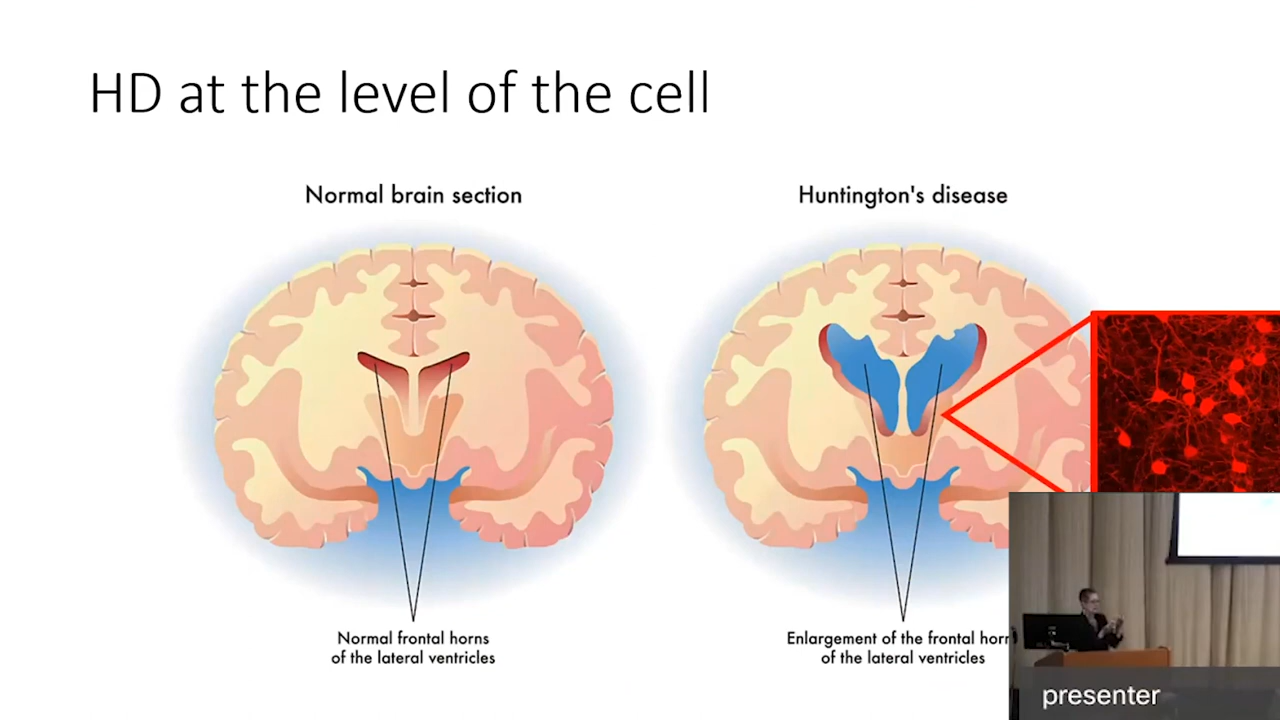 HD at the level of the cell
Normal brain section
Huntington's disease
Normal frontal horns
of the lateral ventricles
Enlargement of the frontal horn
of the lateral ventricles
presenter